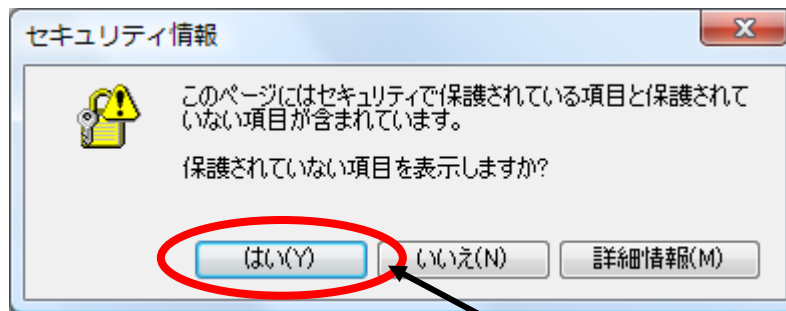 セキュリティ情報
このページにはセキュリティで保護されている項目と保護されて
いない項目が含まれています。
保護されていない項目を表示しますか?
はい(Y) いいえ(N) 詳細情報(M)